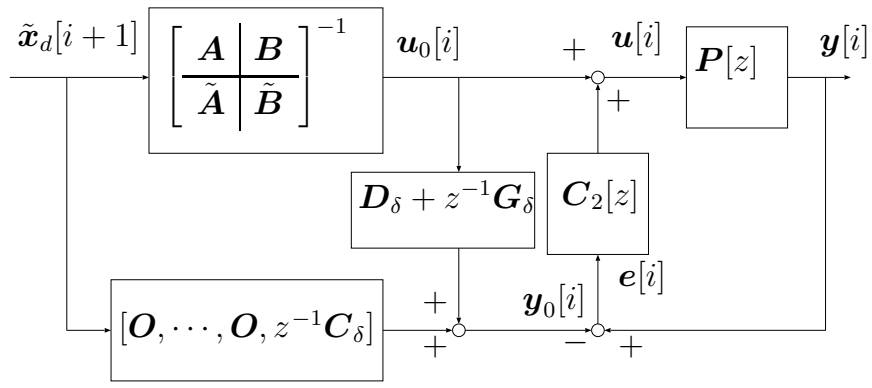 x̃_d[i + 1]
[ A | B ; Ã | B̃ ]^{−1}
u_0[i]
+
u[i]
P[z]
y[i]
+
D_δ + z^{−1}G_δ
C_2[z]
e[i]
[O, ⋯, O, z^{−1}C_δ]
+
+
y_0[i]
−
+